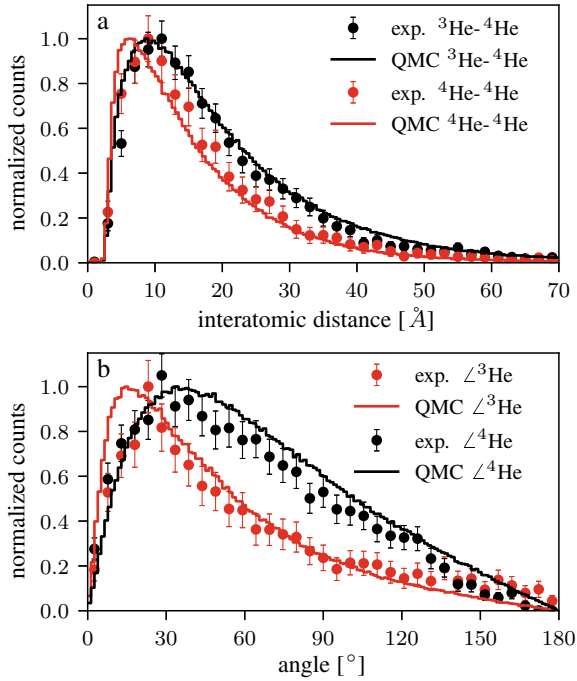 a
exp. ³He-⁴He
QMC ³He-⁴He
exp. ⁴He-⁴He
QMC ⁴He-⁴He
normalized counts
1.0
0.8
0.6
0.4
0.2
0.0
0 10 20 30 40 50 60 70
interatomic distance [Å]
b
exp. ∠³He
QMC ∠³He
exp. ∠⁴He
QMC ∠⁴He
normalized counts
1.0
0.8
0.6
0.4
0.2
0.0
0 30 60 90 120 150 180
angle [°]